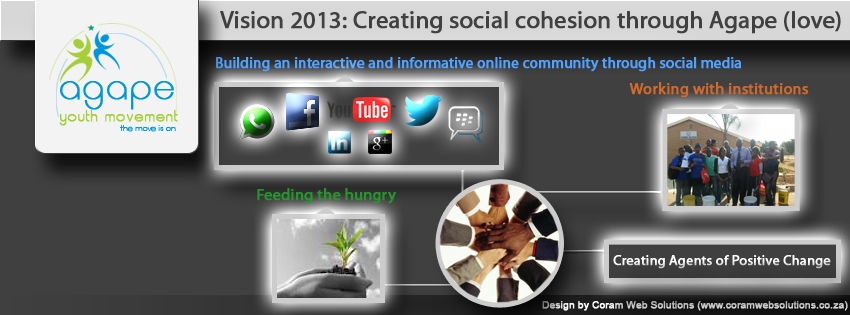 Vision 2013: Creating social cohesion through Agape (love)
agape
youth movement
the move is on
Building an interactive and informative online community through social media
YouTube
in
g+
Working with institutions
Feeding the hungry
Creating Agents of Positive Change
Design by Coram Web Solutions (www.coramwebsolutions.co.za)